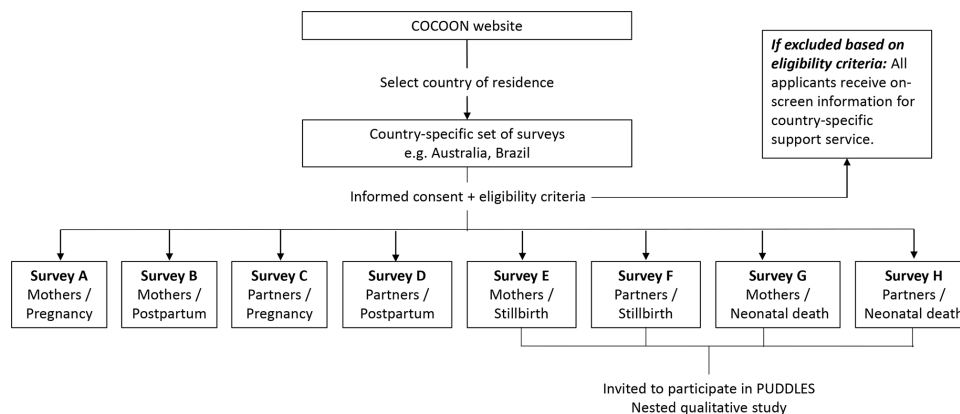 COCOON website
Select country of residence
Country-specific set of surveys
e.g. Australia, Brazil
If excluded based on
eligibility criteria: All
applicants receive on-
screen information for
country-specific
support service.
Informed consent + eligibility criteria
Survey A
Mothers /
Pregnancy
Survey B
Mothers /
Postpartum
Survey C
Partners /
Pregnancy
Survey D
Partners /
Postpartum
Survey E
Mothers /
Stillbirth
Survey F
Partners /
Stillbirth
Survey G
Mothers /
Neonatal death
Survey H
Partners /
Neonatal death
Invited to participate in PUDDLES
Nested qualitative study